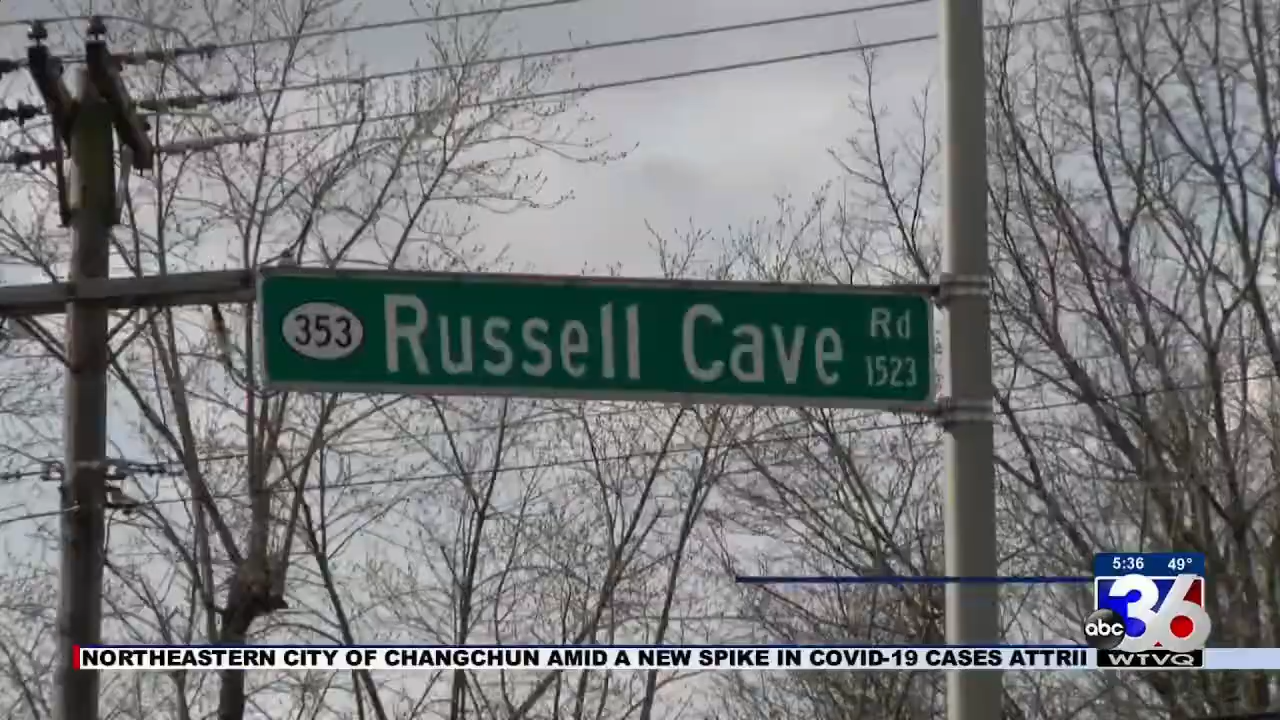 353 Russell Cave Rd
1523
5:36 49°
abc 36
WTVQ
NORTHEASTERN CITY OF CHANGCHUN AMID A NEW SPIKE IN COVID-19 CASES ATTRI